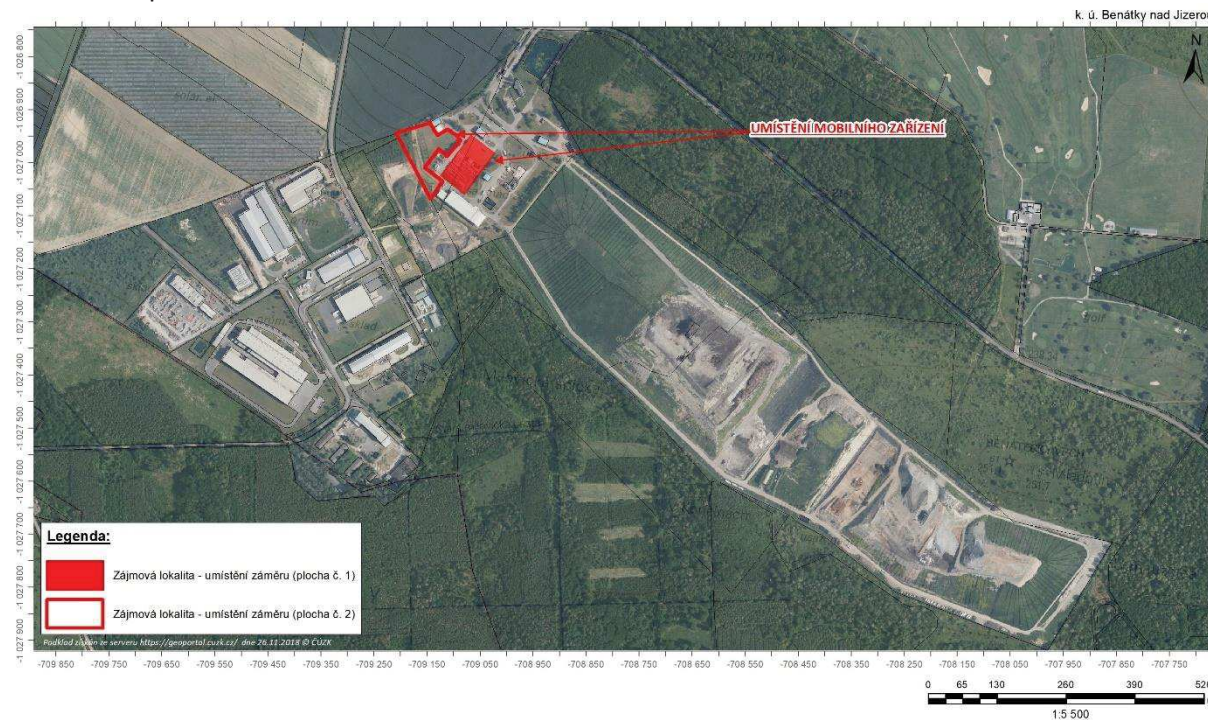 k. ú. Benátky nad Jizerou
N
UMÍSTĚNÍ MOBILNÍHO ZAŘÍZENÍ
-1 026 800
-1 026 900
-1 027 000
-1 027 100
-1 027 200
-1 027 300
-1 027 400
-1 027 500
-1 027 600
-1 027 700
-1 027 800
-1 027 900
Legenda:
Zájmová lokalita - umístění záměru (plocha č. 1)
Zájmová lokalita - umístění záměru (plocha č. 2)
Podklad získán ze serveru https://geoportal.cuzk.cz/ dne 26.11.2018 © ČÚZK
-709 850 -709 750 -709 650 -709 550 -709 450 -709 350 -709 250 -709 150 -709 050 -708 950 -708 850 -708 750 -708 650 -708 550 -708 450 -708 350 -708 250 -708 150 -708 050 -707 950 -707 850 -707 750
0 65 130 260 390 520
1:5 500